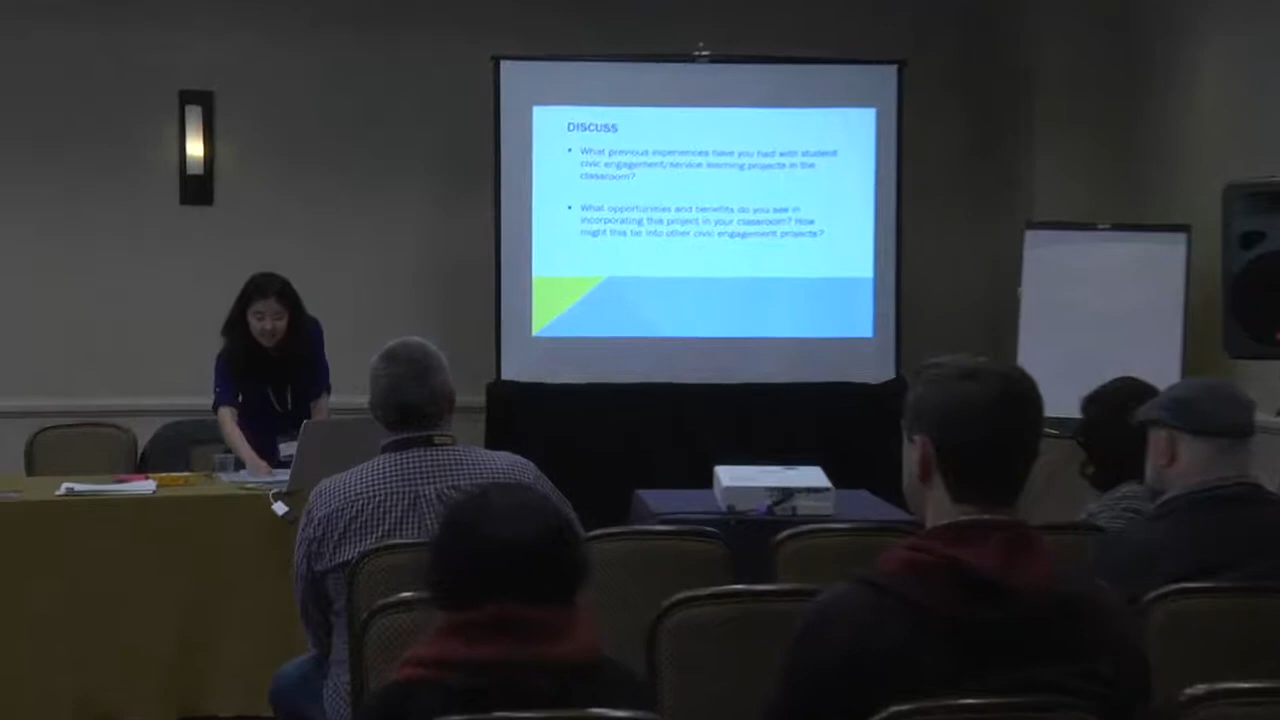 DISCUSS
• What previous experiences have you had with student
civic engagement/service learning projects in the
classroom?
• What opportunities and benefits do you see in
incorporating this project in your classroom? How
might this tie into other civic engagement projects?